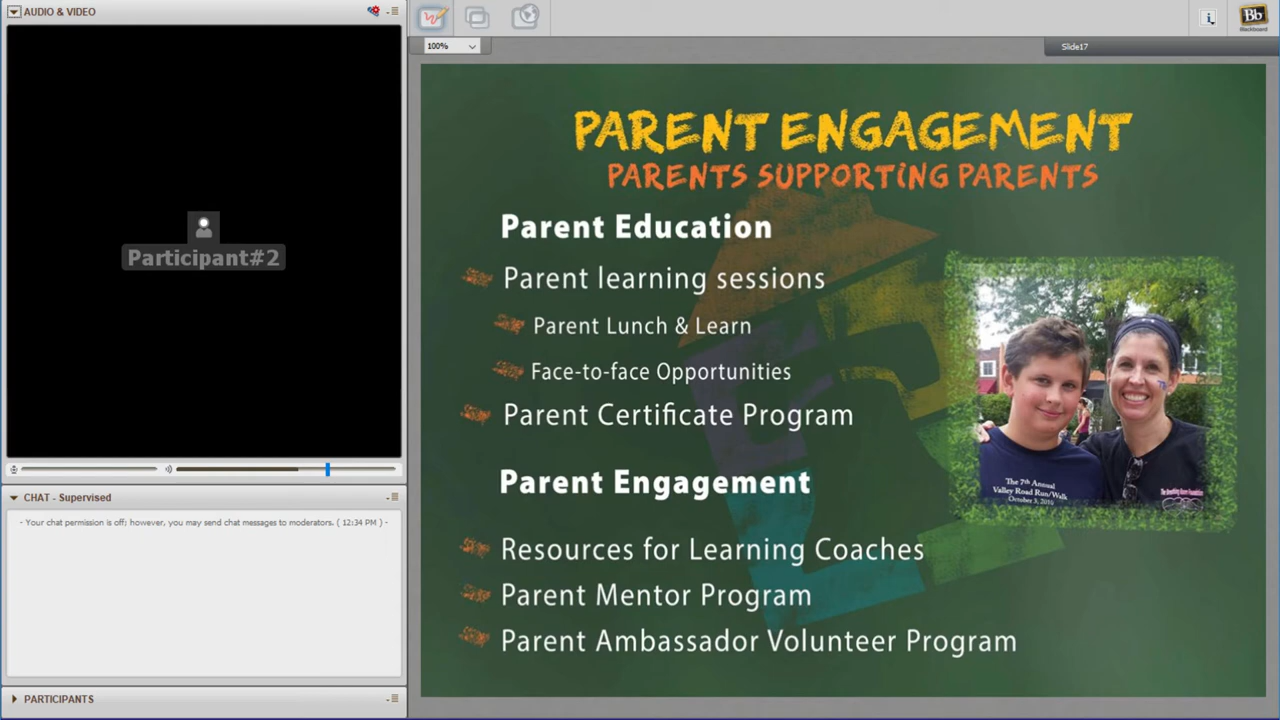 AUDIO & VIDEO
Participant#2
CHAT - Supervised
- Your chat permission is off; however, you may send chat messages to moderators. ( 12:34 PM ) -
PARTICIPANTS
100%
Slide17
Bb
Blackboard
PARENT ENGAGEMENT
PARENTS SUPPORTING PARENTS
Parent Education
Parent learning sessions
Parent Lunch & Learn
Face-to-face Opportunities
Parent Certificate Program
Parent Engagement
Resources for Learning Coaches
Parent Mentor Program
Parent Ambassador Volunteer Program
The 7th Annual
Valley Road Run/Walk